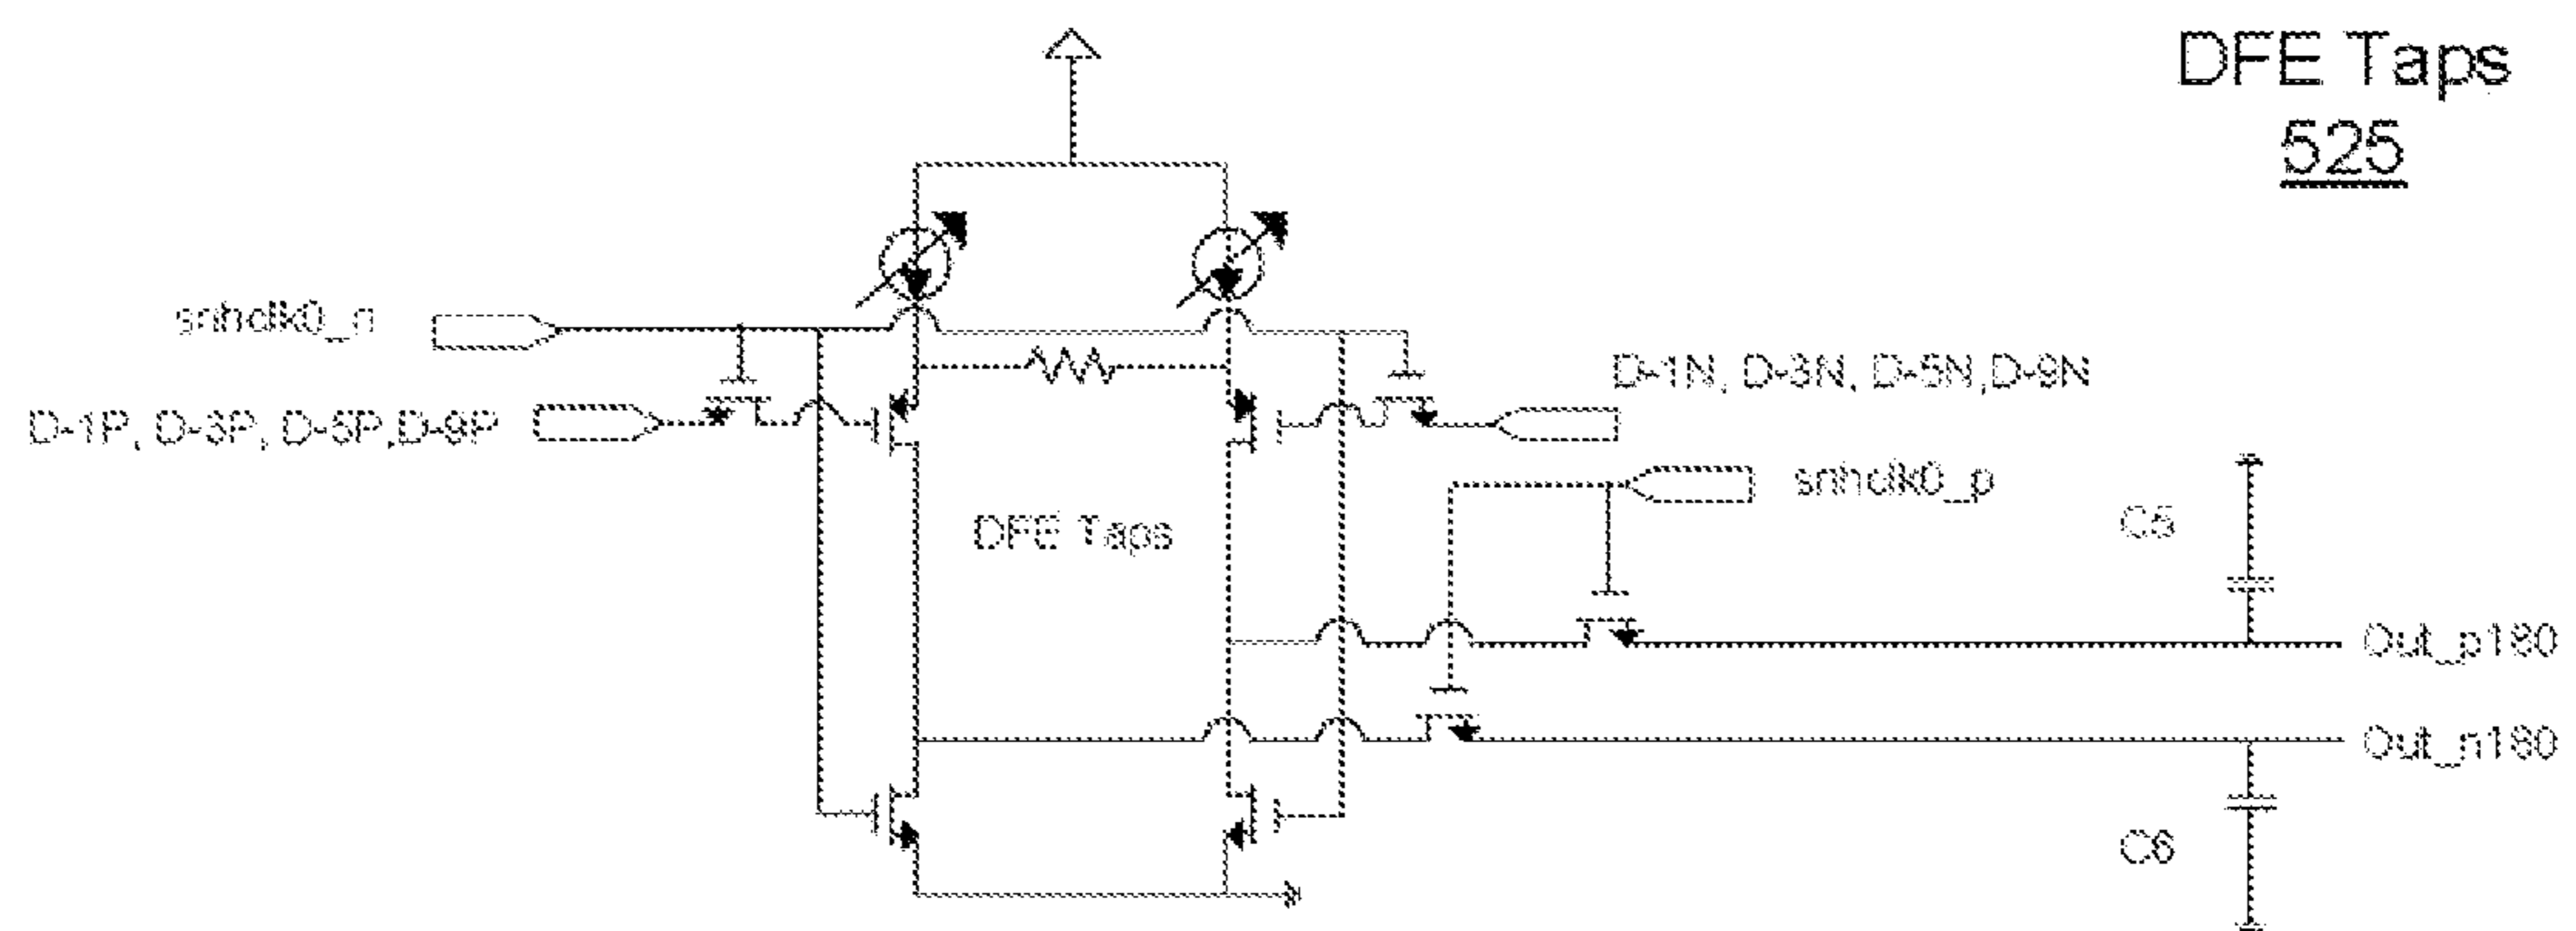 DFE Taps
525
snhclk0_n
D-1N, D-3N, D-5N,D-9N
D-1P, D-3P, D-5P,D-9P
snhclk0_p
C5
DFE Taps
Out_p180
Out_n180
C6